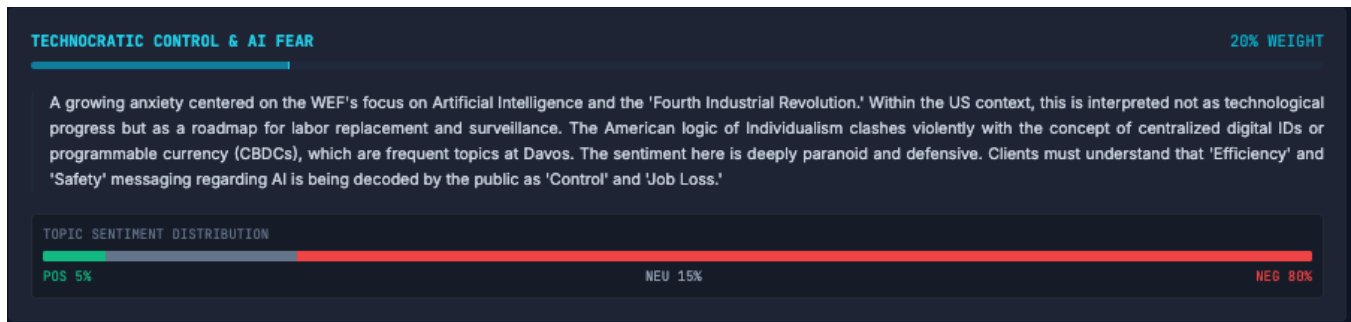 TECHNOCRATIC CONTROL & AI FEAR
20% WEIGHT
A growing anxiety centered on the WEF's focus on Artificial Intelligence and the 'Fourth Industrial Revolution.' Within the US context, this is interpreted not as technological
progress but as a roadmap for labor replacement and surveillance. The American logic of Individualism clashes violently with the concept of centralized digital IDs or
programmable currency (CBDCs), which are frequent topics at Davos. The sentiment here is deeply paranoid and defensive. Clients must understand that 'Efficiency' and
'Safety' messaging regarding AI is being decoded by the public as 'Control' and 'Job Loss.'
TOPIC SENTIMENT DISTRIBUTION
POS 5%
NEU 15%
NEG 80%